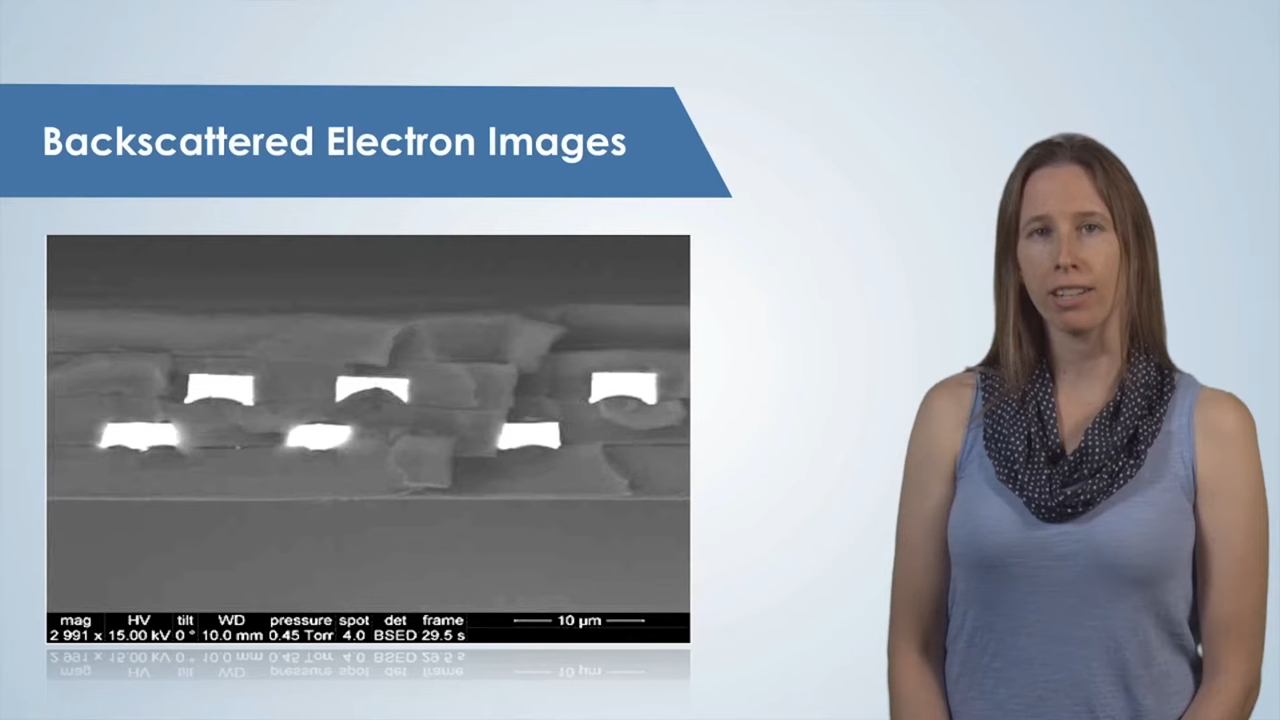 Backscattered Electron Images
mag HV tilt WD pressure spot det frame 10 µm
2 991 x 15.00 kV 0 ° 10.0 mm 0.45 Torr 4.0 BSED 29.5 s